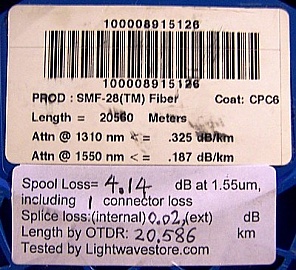 100008915126
100008915126
PROD : SMF-28(TM) Fiber Coat: CPC6
Length = 20560 Meters
Attn @ 1310 nm < = .325 dB/km
Attn @ 1550 nm < = .187 dB/km
Spool Loss= 4.14 dB at 1.55um,
including 1 connector loss
Splice loss:(internal) 0.02,(ext) dB
Length by OTDR: 20,586 km
Tested by Lightwavestore.com